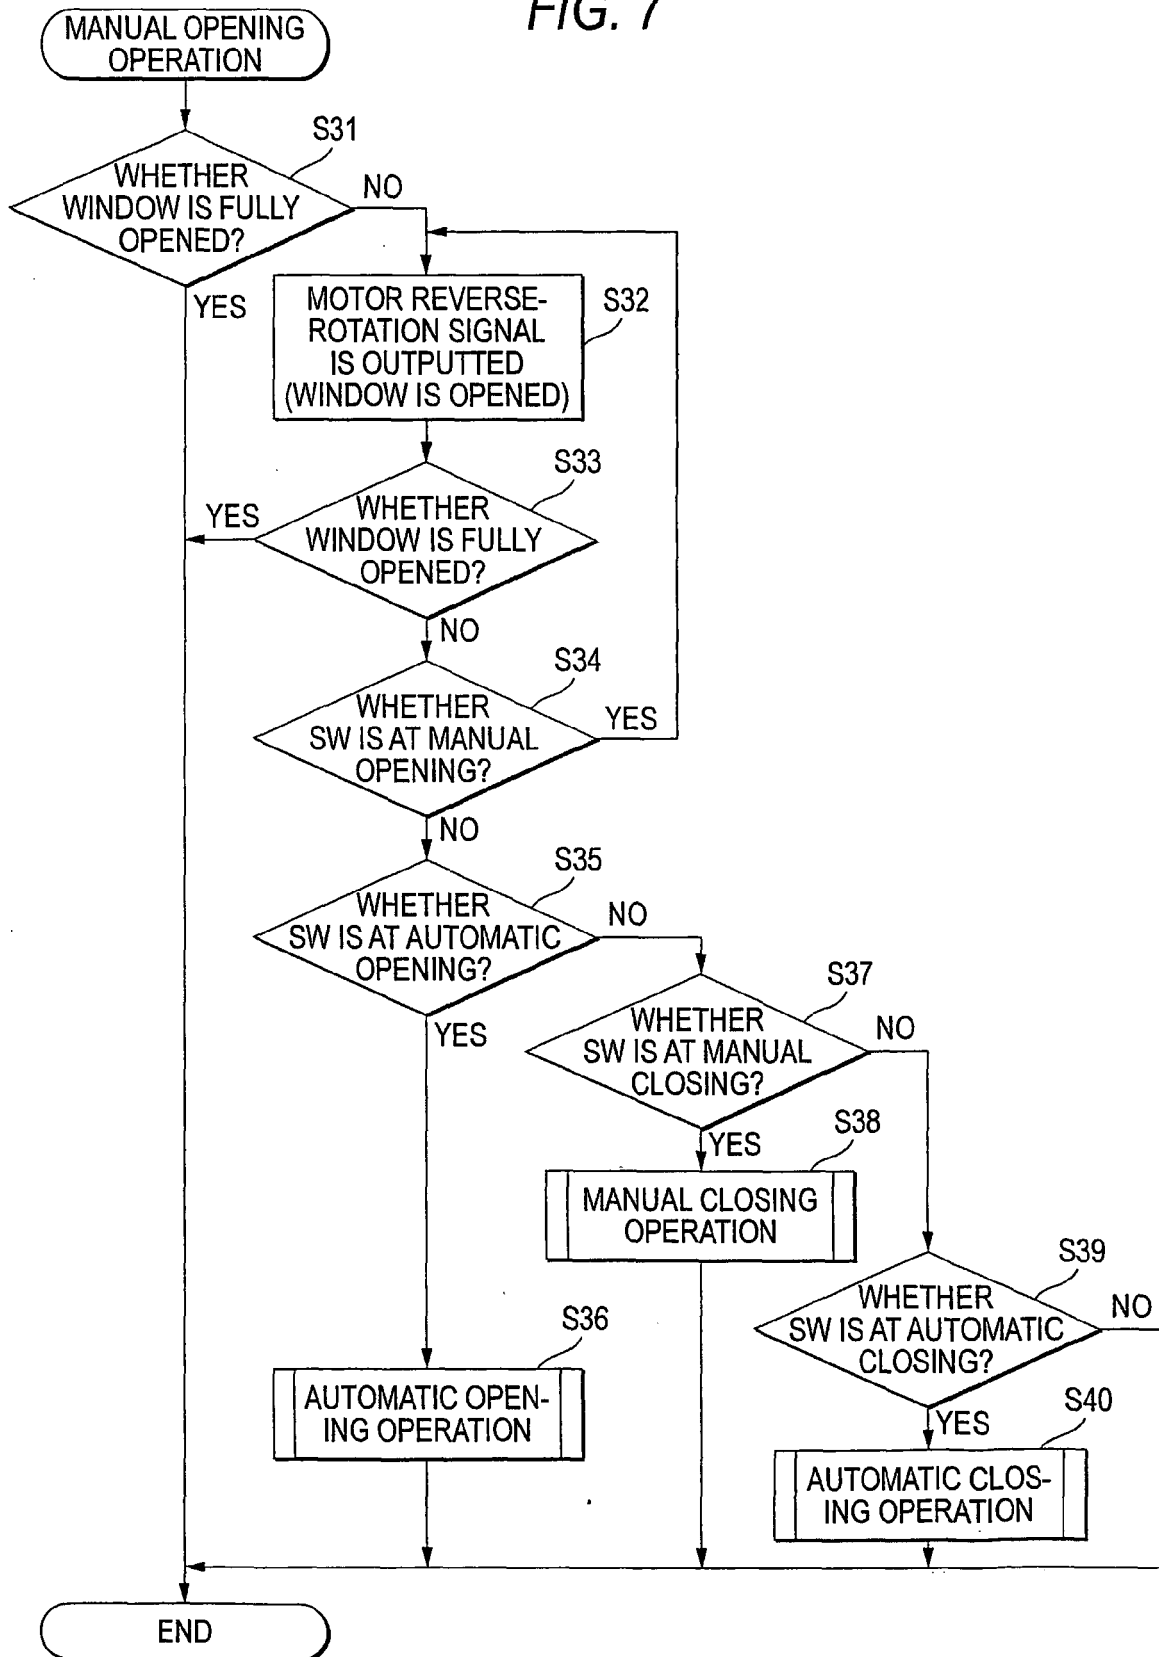 FIG. 7
MANUAL OPENING
OPERATION
S31
WHETHER
WINDOW IS FULLY
OPENED?
NO
YES
MOTOR REVERSE-
ROTATION SIGNAL
IS OUTPUTTED
(WINDOW IS OPENED)
S32
S33
WHETHER
WINDOW IS FULLY
OPENED?
YES
NO
S34
WHETHER
SW IS AT MANUAL
OPENING?
YES
NO
S35
WHETHER
SW IS AT AUTOMATIC
OPENING?
NO
YES
S37
WHETHER
SW IS AT MANUAL
CLOSING?
NO
YES
S38
MANUAL CLOSING
OPERATION
S39
WHETHER
SW IS AT AUTOMATIC
CLOSING?
NO
YES
S36
AUTOMATIC OPEN-
ING OPERATION
S40
AUTOMATIC CLOS-
ING OPERATION
END